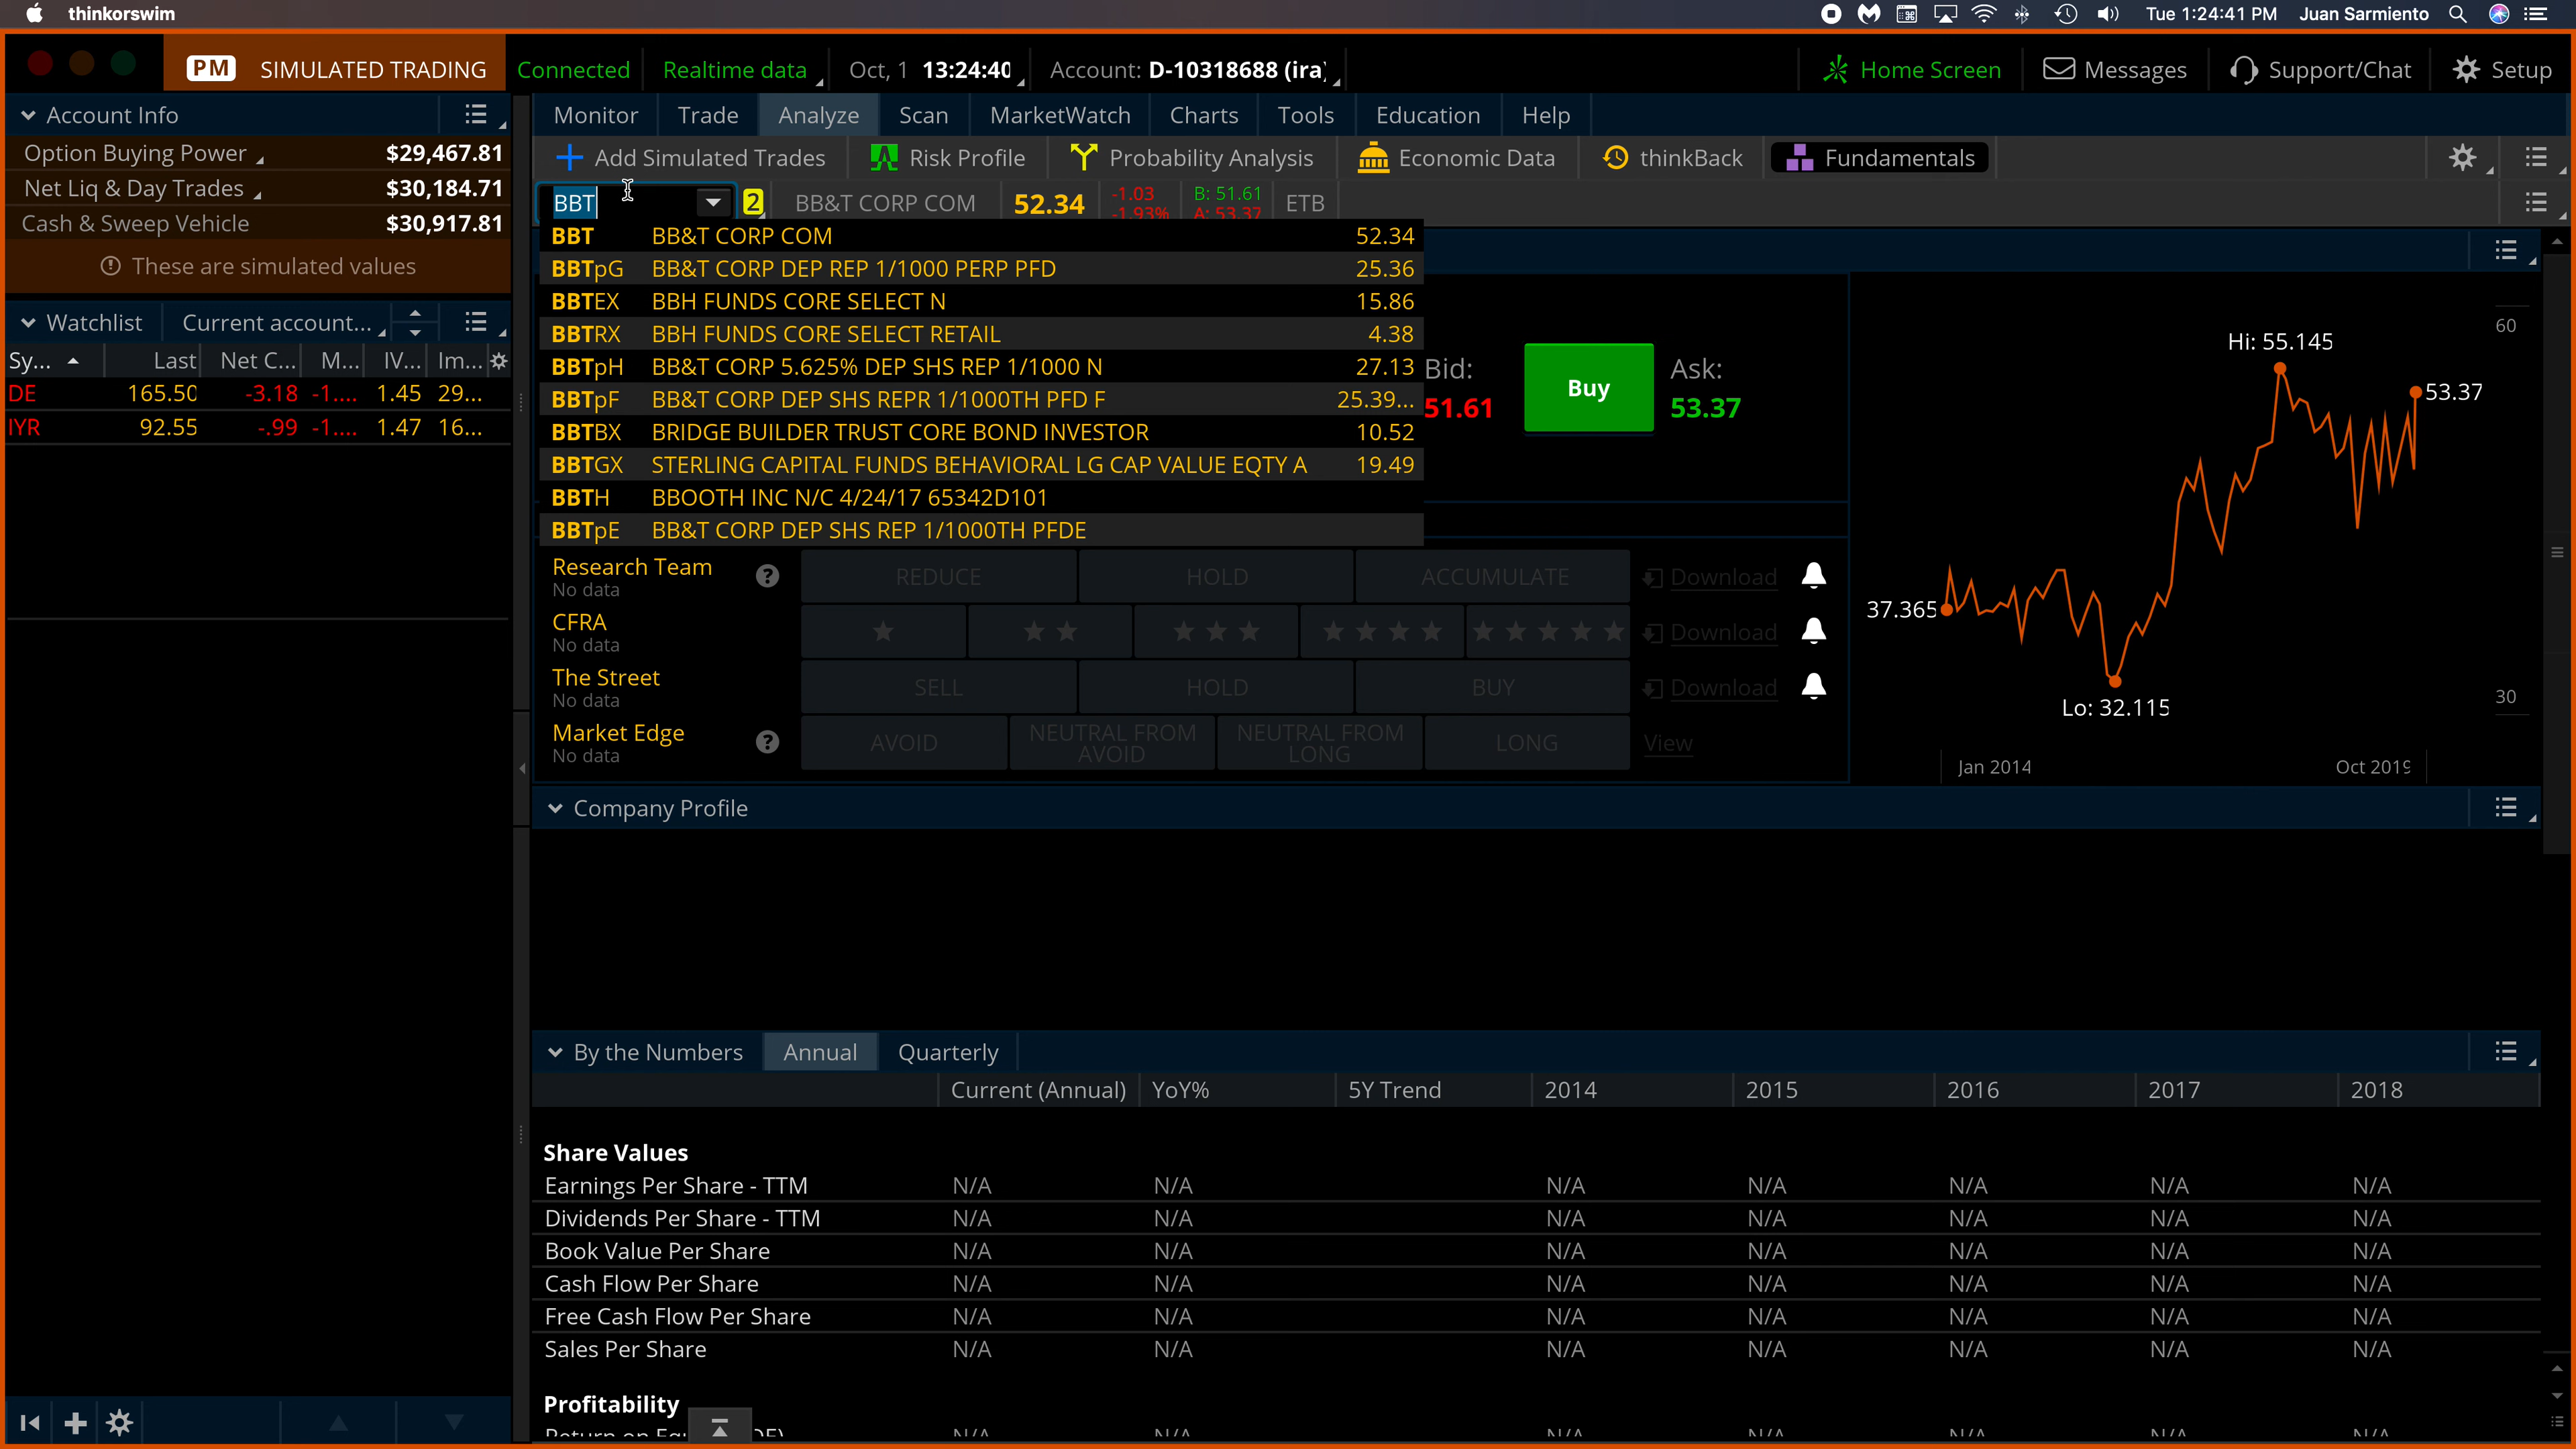 thinkorswim
Tue 1:24:41 PM Juan Sarmiento
PM SIMULATED TRADING Connected Realtime data Oct, 1 13:24:40 Account: D-10318688 (ira) Home Screen Messages Support/Chat Setup
Account Info
Option Buying Power $29,467.81
Net Liq & Day Trades $30,184.71
Cash & Sweep Vehicle $30,917.81
These are simulated values
Watchlist Current account...
Sy... Last Net C... M... IV... Im...
DE 165.50 -3.18 -1.... 1.45 29...
IYR 92.55 -.99 -1.... 1.47 16...
Monitor Trade Analyze Scan MarketWatch Charts Tools Education Help
Add Simulated Trades Risk Profile Probability Analysis Economic Data thinkBack Fundamentals
BBT 2 BB&T CORP COM 52.34 -1.03 -1.93% B: 51.61 A: 53.37 ETB
BBT BB&T CORP COM 52.34
BBTpG BB&T CORP DEP REP 1/1000 PERP PFD 25.36
BBTEX BBH FUNDS CORE SELECT N 15.86
BBTRX BBH FUNDS CORE SELECT RETAIL 4.38
BBTpH BB&T CORP 5.625% DEP SHS REP 1/1000 N 27.13
BBTpF BB&T CORP DEP SHS REPR 1/1000TH PFD F 25.39...
BBTBX BRIDGE BUILDER TRUST CORE BOND INVESTOR 10.52
BBTGX STERLING CAPITAL FUNDS BEHAVIORAL LG CAP VALUE EQTY A 19.49
BBTH BBOOTH INC N/C 4/24/17 65342D101
BBTpE BB&T CORP DEP SHS REP 1/1000TH PFDE
Bid: 51.61
Buy
Ask: 53.37
60
Hi: 55.145
53.37
37.365
Lo: 32.115
30
Jan 2014 Oct 2019
Research Team No data ? REDUCE HOLD ACCUMULATE Download
CFRA No data Download
The Street No data SELL HOLD BUY Download
Market Edge No data ? AVOID NEUTRAL FROM AVOID NEUTRAL FROM LONG LONG View
Company Profile
By the Numbers Annual Quarterly
Current (Annual) YoY% 5Y Trend 2014 2015 2016 2017 2018
Share Values
Earnings Per Share - TTM N/A N/A N/A N/A N/A N/A N/A
Dividends Per Share - TTM N/A N/A N/A N/A N/A N/A N/A
Book Value Per Share N/A N/A N/A N/A N/A N/A N/A
Cash Flow Per Share N/A N/A N/A N/A N/A N/A N/A
Free Cash Flow Per Share N/A N/A N/A N/A N/A N/A N/A
Sales Per Share N/A N/A N/A N/A N/A N/A N/A
Profitability